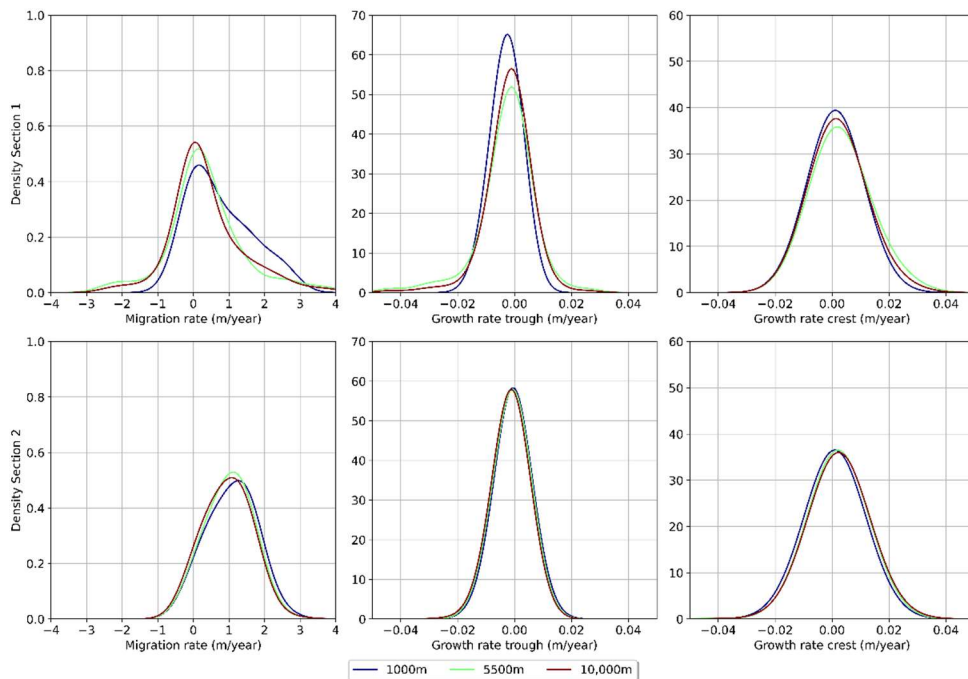 1.0
0.8
0.6
0.4
0.2
0.0
Density Section 1
−4 −3 −2 −1 0 1 2 3 4
Migration rate (m/year)
70
60
50
40
30
20
10
0
−0.04 −0.02 0.00 0.02 0.04
Growth rate trough (m/year)
60
50
40
30
20
10
0
−0.04 −0.02 0.00 0.02 0.04
Growth rate crest (m/year)
1.0
0.8
0.6
0.4
0.2
0.0
Density Section 2
−4 −3 −2 −1 0 1 2 3 4
Migration rate (m/year)
70
60
50
40
30
20
10
0
−0.04 −0.02 0.00 0.02 0.04
Growth rate trough (m/year)
60
50
40
30
20
10
0
−0.04 −0.02 0.00 0.02 0.04
Growth rate crest (m/year)
1000m 5500m 10,000m